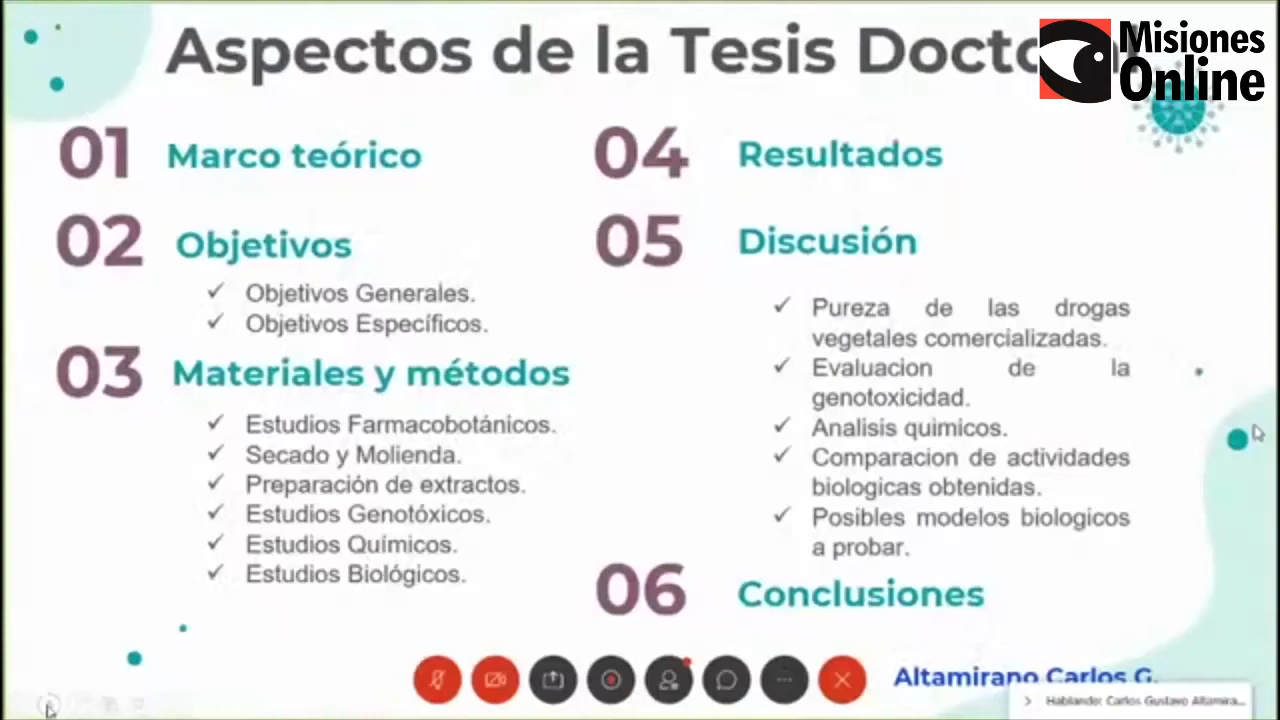 Aspectos de la Tesis
Misiones
Online
01 Marco teórico
02 Objetivos
✓ Objetivos Generales.
✓ Objetivos Específicos.
03 Materiales y métodos
✓ Estudios Farmacobotánicos.
✓ Secado y Molienda.
✓ Preparación de extractos.
✓ Estudios Genotóxicos.
✓ Estudios Químicos.
✓ Estudios Biológicos.
04 Resultados
05 Discusión
✓ Pureza de las drogas
vegetales comercializadas.
✓ Evaluacion de la
genotoxicidad.
✓ Analisis quimicos.
✓ Comparacion de actividades
biologicas obtenidas.
✓ Posibles modelos biologicos
a probar.
06 Conclusiones
Altamirano Carlos G.
Hablando: Carlos Gustavo Altamira...